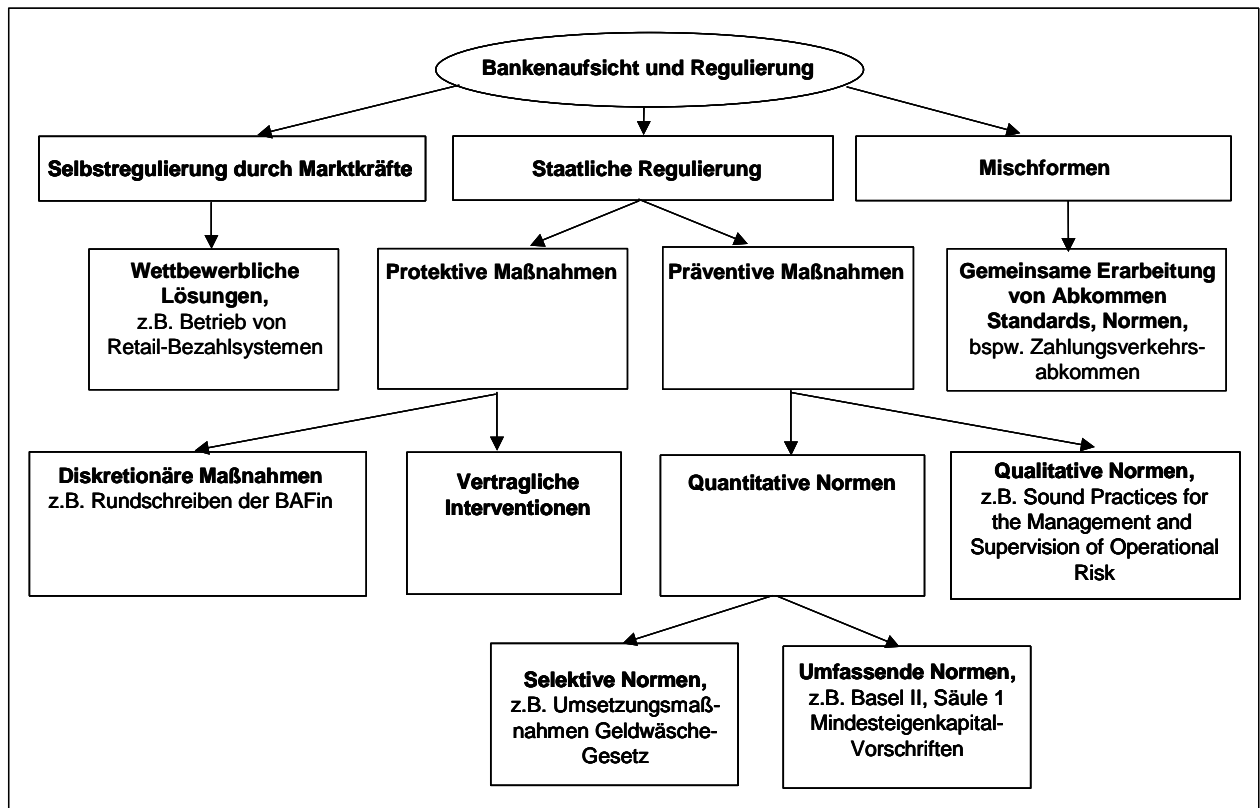 Bankenaufsicht und Regulierung
Selbstregulierung durch Marktkräfte
Staatliche Regulierung
Mischformen
Wettbewerbliche
Lösungen,
z.B. Betrieb von
Retail-Bezahlsystemen
Protektive Maßnahmen
Präventive Maßnahmen
Gemeinsame Erarbeitung
von Abkommen
Standards, Normen,
bspw. Zahlungsverkehrs-
abkommen
Diskretionäre Maßnahmen
z.B. Rundschreiben der BAFin
Vertragliche
Interventionen
Quantitative Normen
Qualitative Normen,
z.B. Sound Practices for
the Management and
Supervision of Operational
Risk
Selektive Normen,
z.B. Umsetzungsmaß-
nahmen Geldwäsche-
Gesetz
Umfassende Normen,
z.B. Basel II, Säule 1
Mindesteigenkapital-
Vorschriften